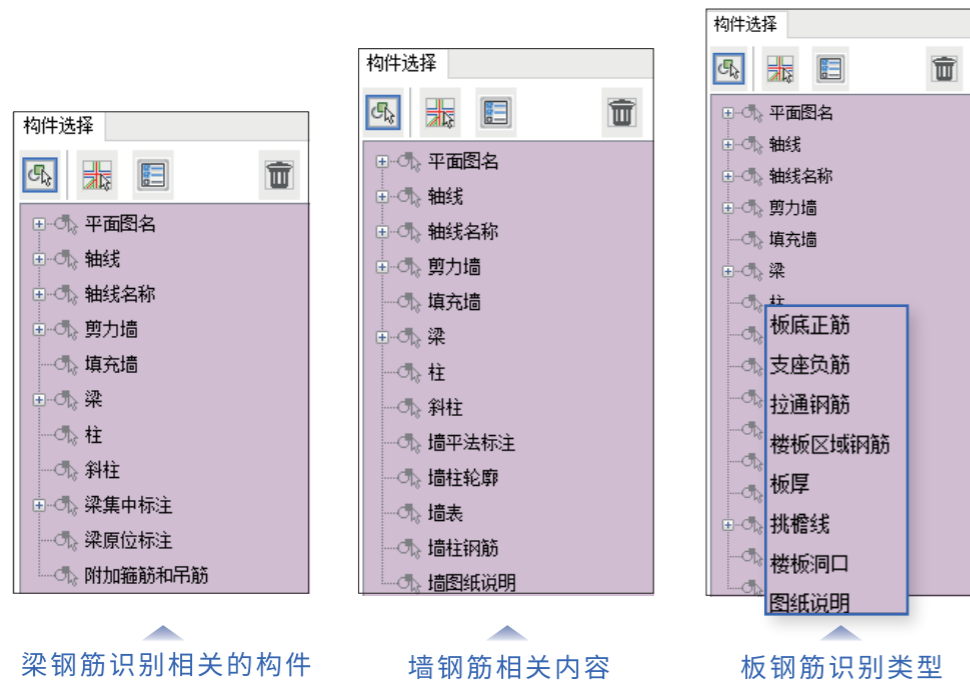 构件选择
平面图名
轴线
轴线名称
剪力墙
填充墙
梁
柱
斜柱
梁集中标注
梁原位标注
附加箍筋和吊筋
梁钢筋识别相关的构件
构件选择
平面图名
轴线
轴线名称
剪力墙
填充墙
梁
柱
斜柱
墙平法标注
墙柱轮廓
墙表
墙柱钢筋
墙图纸说明
墙钢筋相关内容
构件选择
平面图名
轴线
轴线名称
剪力墙
填充墙
梁
柱
板底正筋
支座负筋
拉通钢筋
楼板区域钢筋
板厚
挑檐线
楼板洞口
图纸说明
板钢筋识别类型